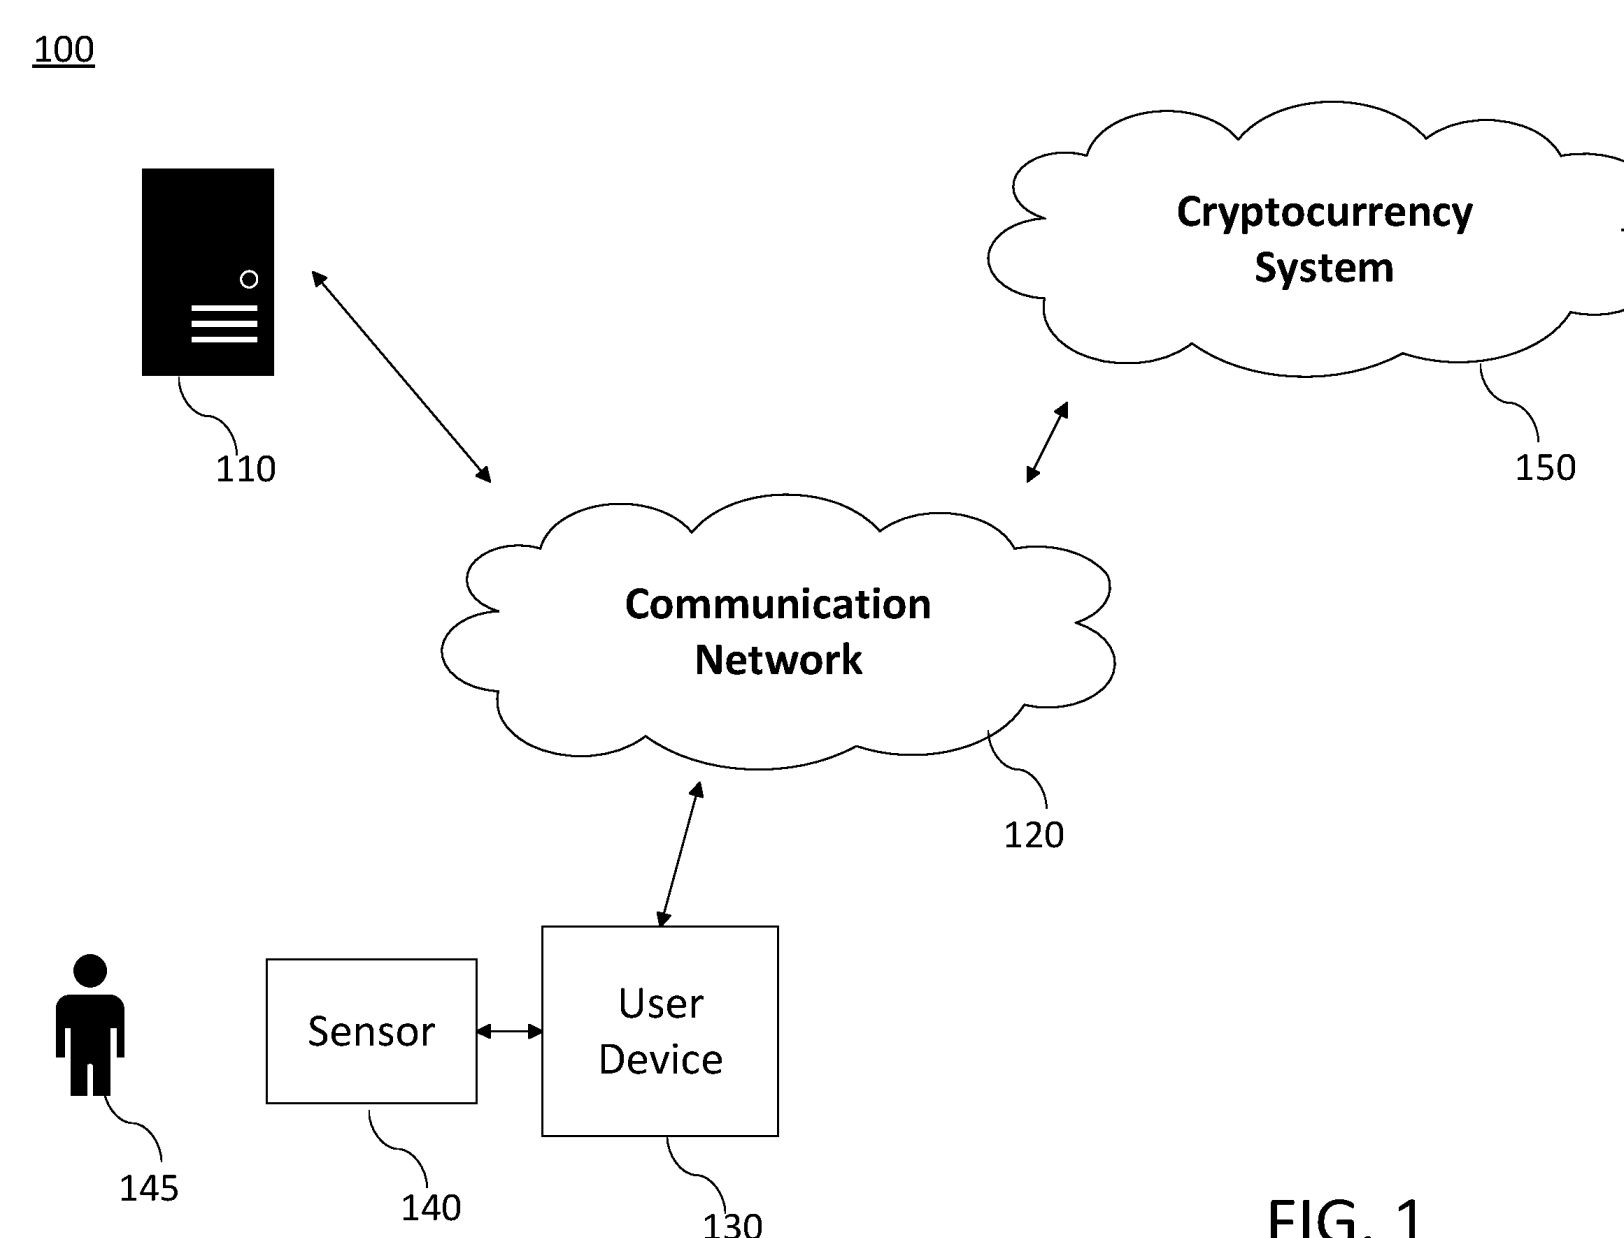 100
Cryptocurrency
System
110
150
Communication
Network
120
User
Sensor
Device
145
140
130
FIG. 1